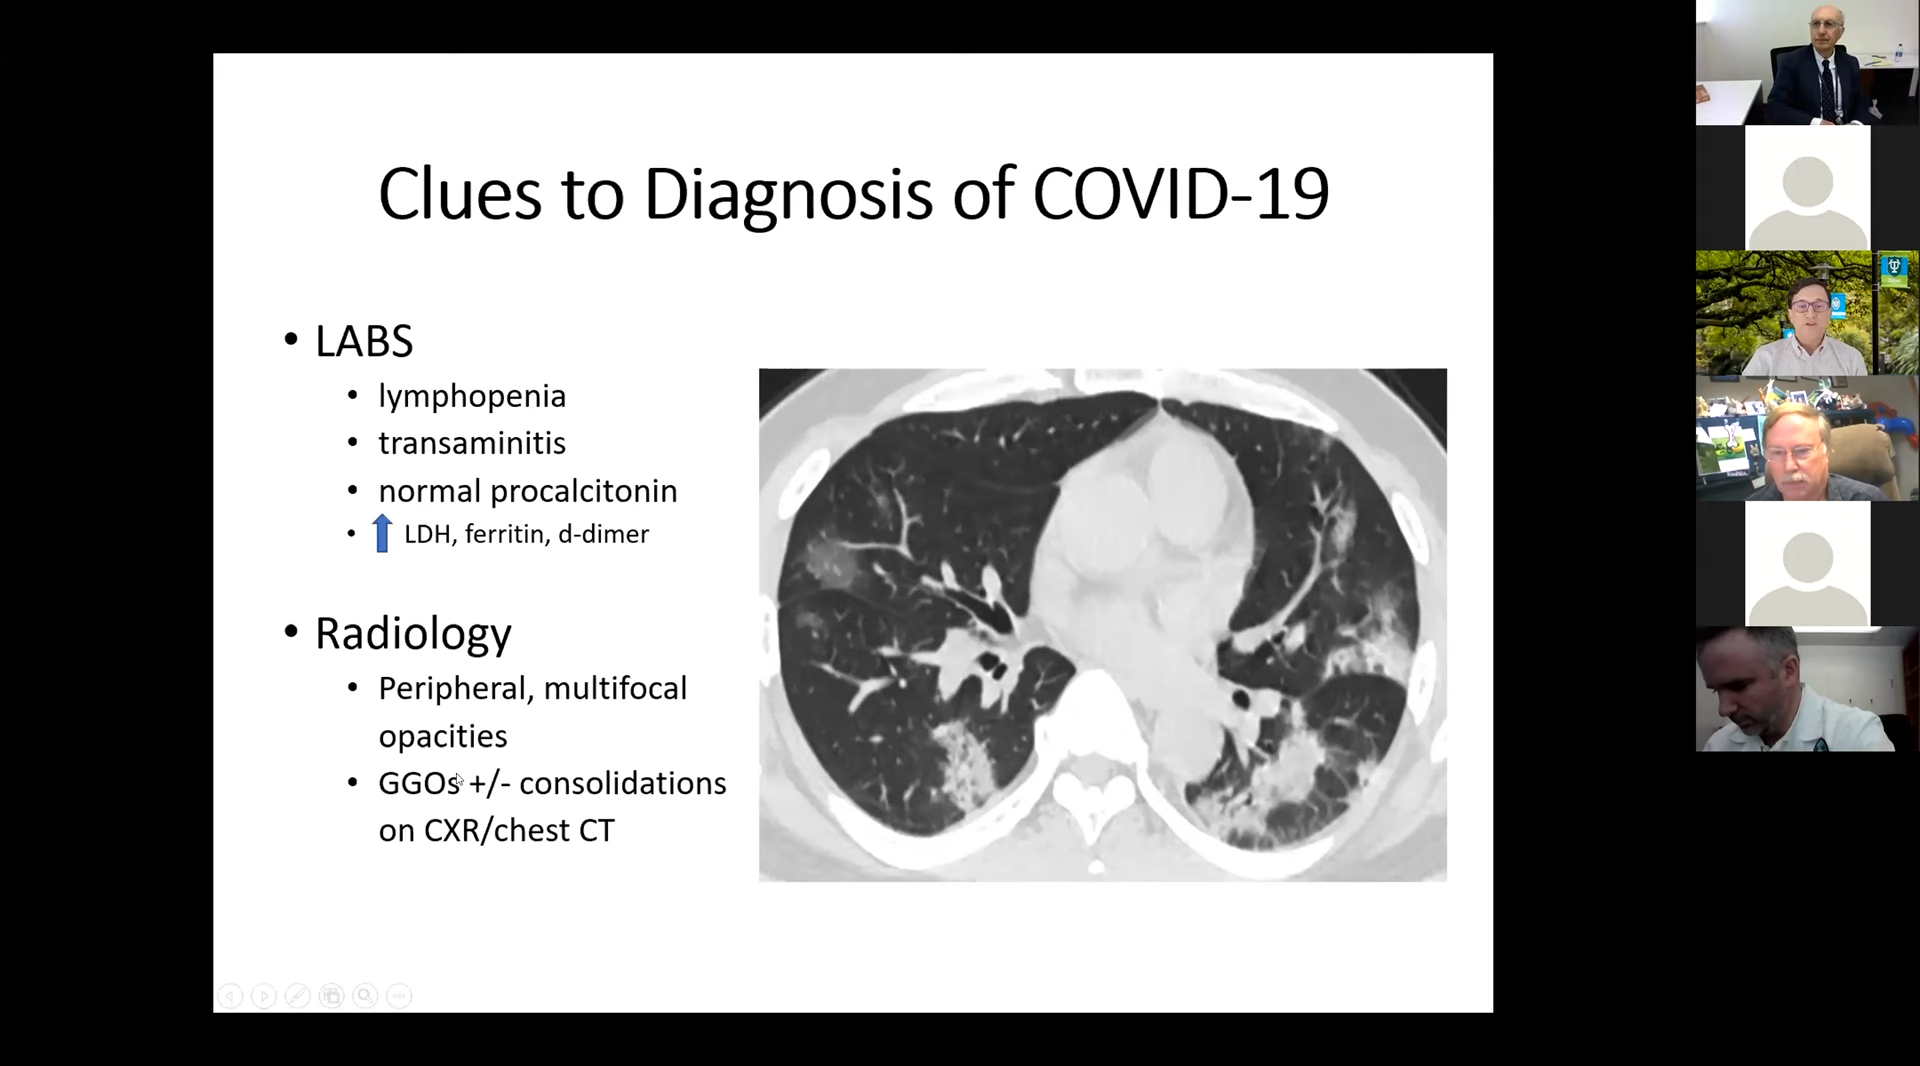 Clues to Diagnosis of COVID-19
• LABS
• lymphopenia
• transaminitis
• normal procalcitonin
• LDH, ferritin, d-dimer
• Radiology
• Peripheral, multifocal
opacities
• GGOs +/- consolidations
on CXR/chest CT